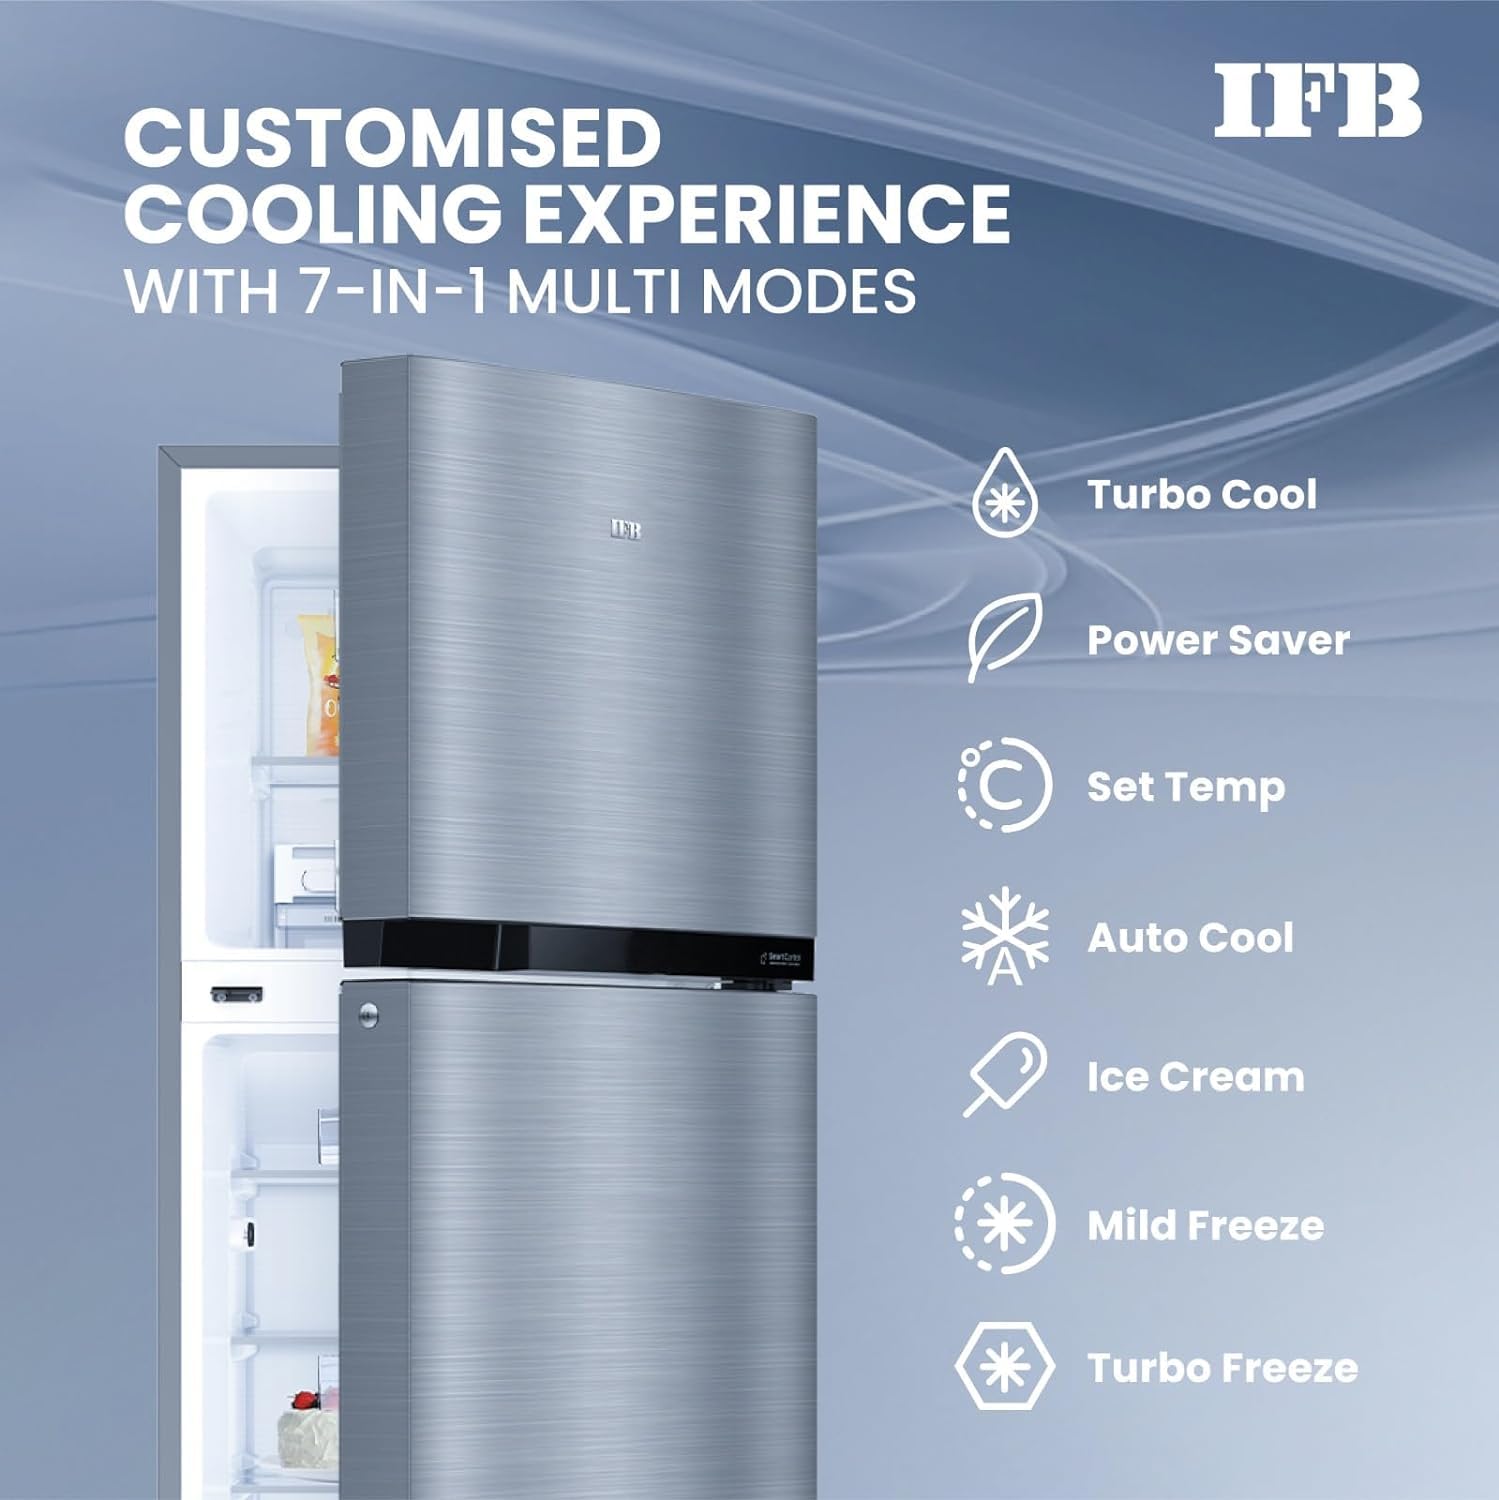 IFB
CUSTOMISED
COOLING EXPERIENCE
WITH 7-IN-1 MULTI MODES
IFB
Turbo Cool
Power Saver
°C
Set Temp
SmartControl
A
Auto Cool
Ice Cream
Mild Freeze
Turbo Freeze